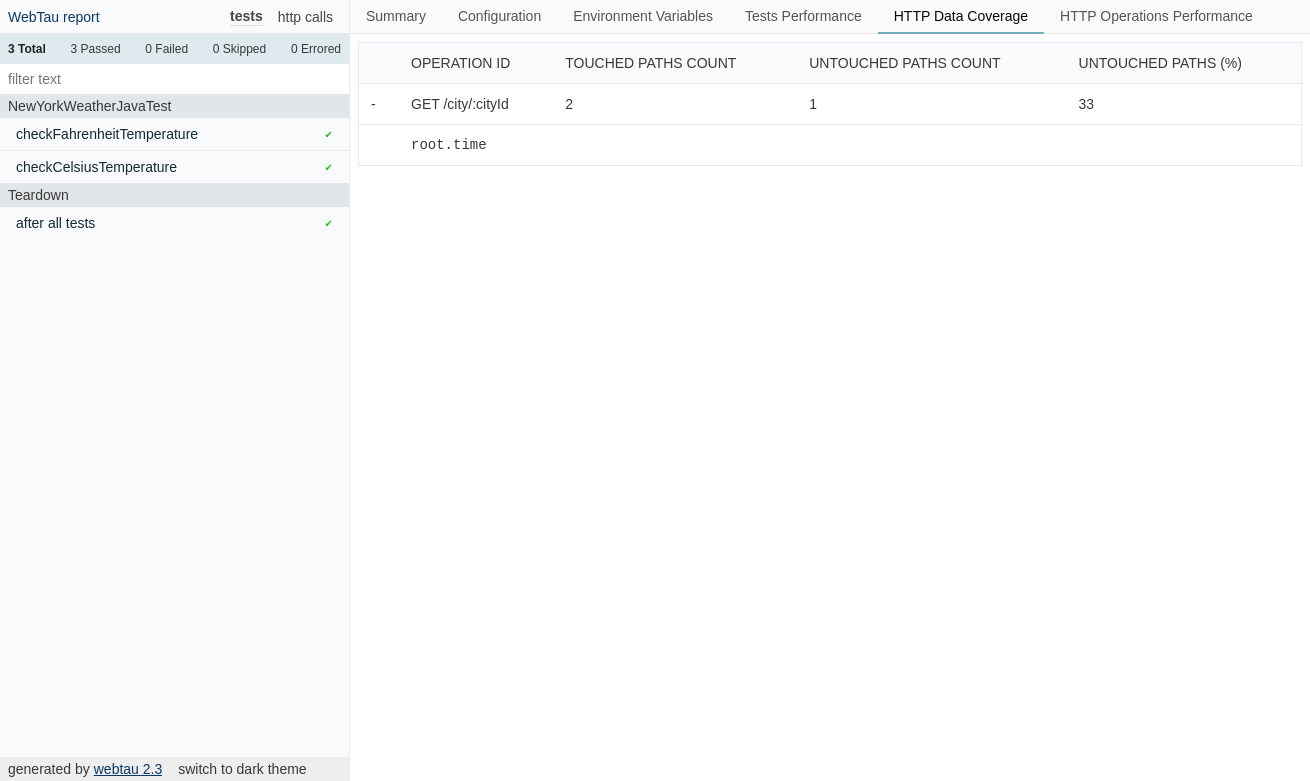 WebTau report tests http calls
3 Total 3 Passed 0 Failed 0 Skipped 0 Errored
filter text
NewYorkWeatherJavaTest
checkFahrenheitTemperature ✔
checkCelsiusTemperature ✔
Teardown
after all tests ✔
generated by webtau 2.3 switch to dark theme
Summary Configuration Environment Variables Tests Performance HTTP Data Coverage HTTP Operations Performance
OPERATION ID TOUCHED PATHS COUNT UNTOUCHED PATHS COUNT UNTOUCHED PATHS (%)
- GET /city/:cityId 2 1 33
root.time